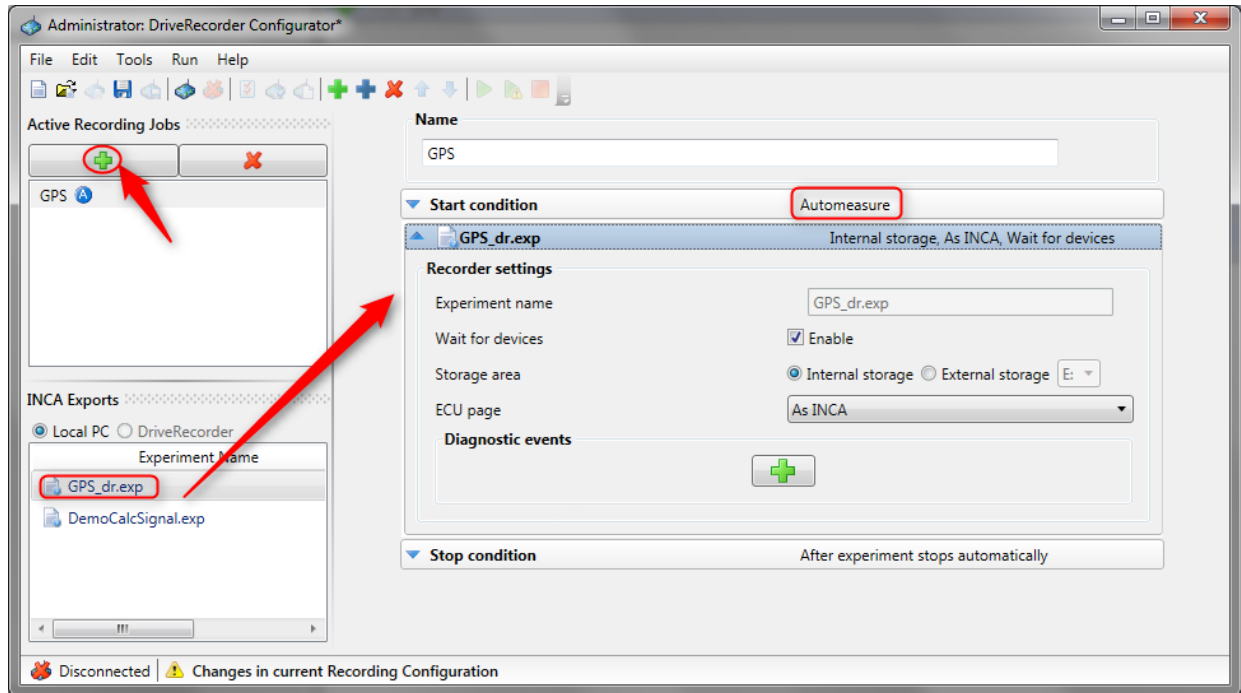 Administrator: DriveRecorder Configurator*
File Edit Tools Run Help
Active Recording Jobs
GPS A
INCA Exports
Local PC DriveRecorder
Experiment Name
GPS_dr.exp
DemoCalcSignal.exp
Name
GPS
Start condition Automeasure
GPS_dr.exp Internal storage, As INCA, Wait for devices
Recorder settings
Experiment name GPS_dr.exp
Wait for devices Enable
Storage area Internal storage External storage E:
ECU page As INCA
Diagnostic events
Stop condition After experiment stops automatically
Disconnected Changes in current Recording Configuration